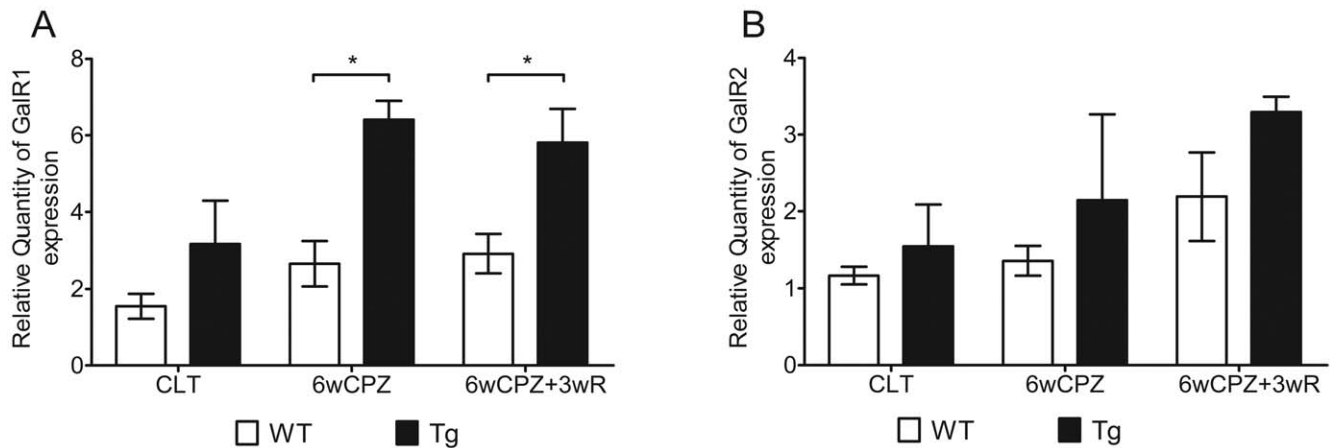 A
Relative Quantity of GalR1
expression
8
6
4
2
0
*
*
CLT
6wCPZ
6wCPZ+3wR
WT
Tg
B
Relative Quantity of GalR2
expression
4
3
2
1
0
CLT
6wCPZ
6wCPZ+3wR
WT
Tg